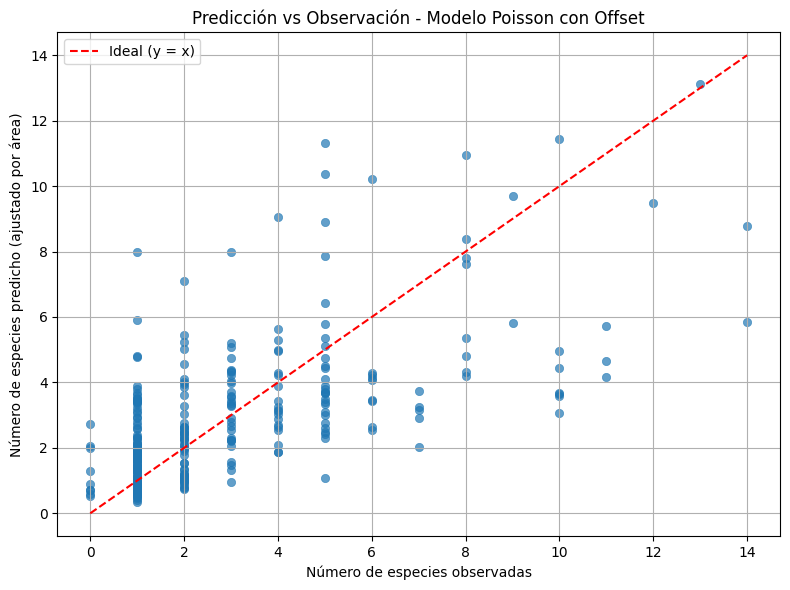 Predicción vs Observación - Modelo Poisson con Offset
Ideal (y = x)
Número de especies predicho (ajustado por área)
14
12
10
8
6
4
2
0
0 2 4 6 8 10 12 14
Número de especies observadas